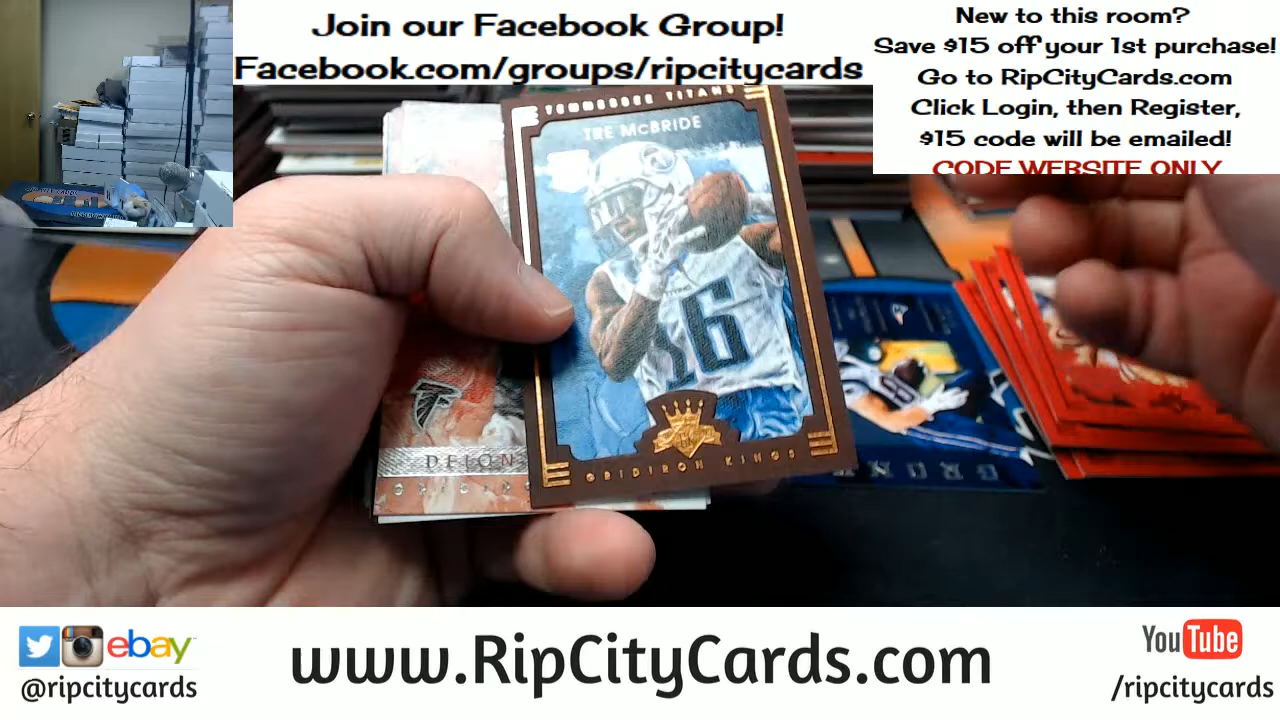 Join our Facebook Group!
Facebook.com/groups/ripcitycards
New to this room?
Save $15 off your 1st purchase!
Go to RipCityCards.com
Click Login, then Register,
$15 code will be emailed!
CODE WEBSITE ONLY
TENNESSEE TITANS
TRE McBRIDE
16
GRIDIRON KINGS
DELON
GRON
ebay
@ripcitycards
www.RipCityCards.com
YouTube
/ripcitycards